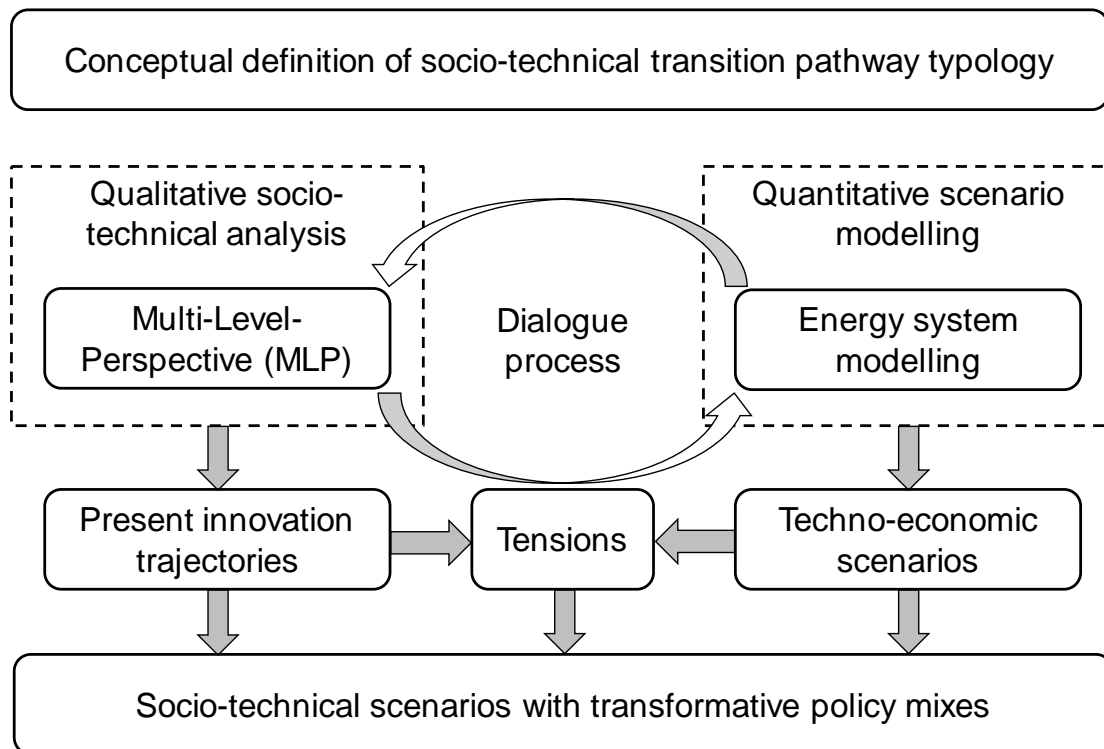 Conceptual definition of socio-technical transition pathway typology
Qualitative socio-
technical analysis
Multi-Level-
Perspective (MLP)
Dialogue
process
Quantitative scenario
modelling
Energy system
modelling
Present innovation
trajectories
Tensions
Techno-economic
scenarios
Socio-technical scenarios with transformative policy mixes